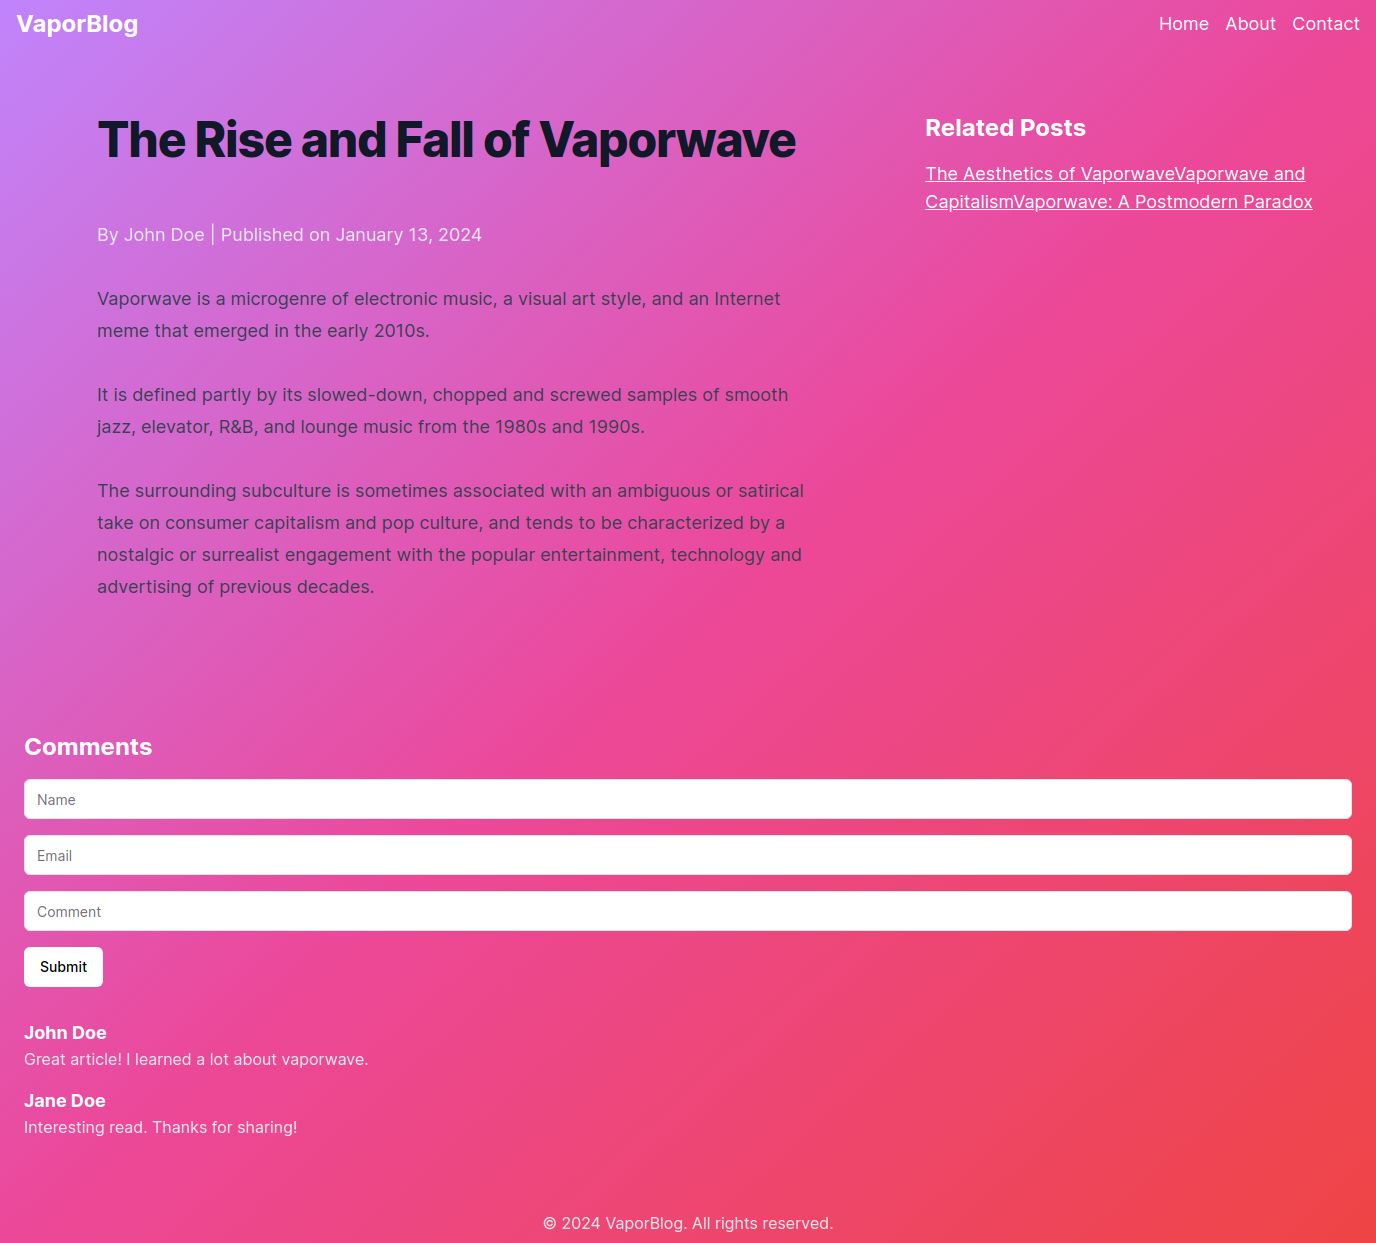 VaporBlog
Home About Contact
The Rise and Fall of Vaporwave
By John Doe | Published on January 13, 2024
Vaporwave is a microgenre of electronic music, a visual art style, and an Internet
meme that emerged in the early 2010s.
It is defined partly by its slowed-down, chopped and screwed samples of smooth
jazz, elevator, R&B, and lounge music from the 1980s and 1990s.
The surrounding subculture is sometimes associated with an ambiguous or satirical
take on consumer capitalism and pop culture, and tends to be characterized by a
nostalgic or surrealist engagement with the popular entertainment, technology and
advertising of previous decades.
Related Posts
The Aesthetics of VaporwaveVaporwave and
CapitalismVaporwave: A Postmodern Paradox
Comments
Name
Email
Comment
Submit
John Doe
Great article! I learned a lot about vaporwave.
Jane Doe
Interesting read. Thanks for sharing!
© 2024 VaporBlog. All rights reserved.